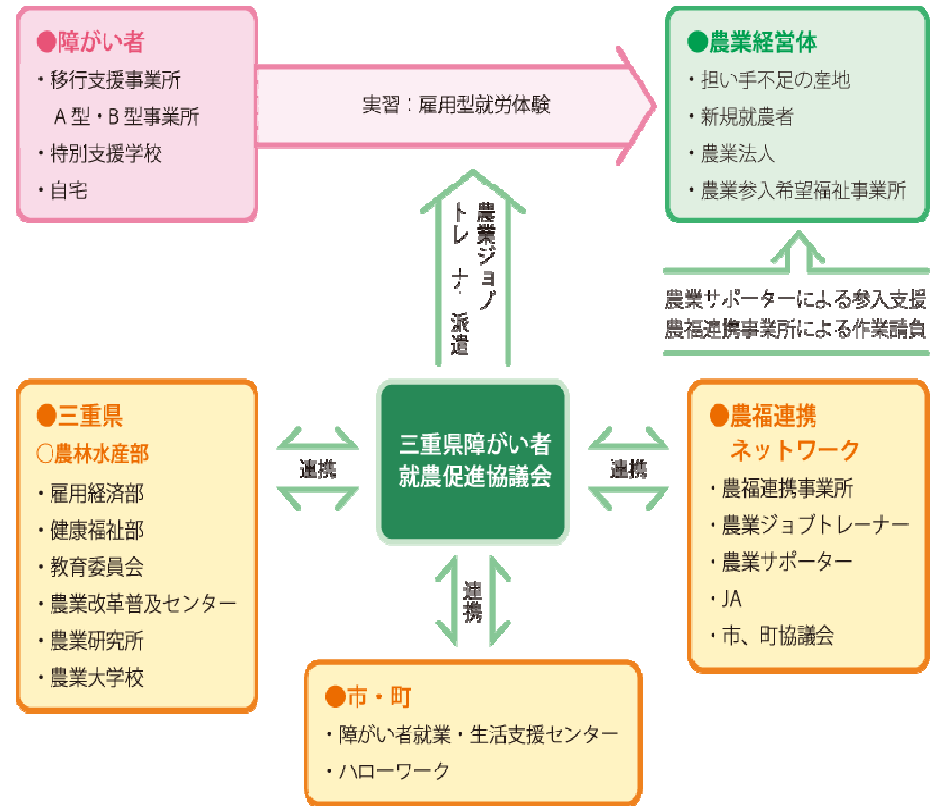 ●障がい者
・移行支援事業所
A型・B型事業所
・特別支援学校
・自宅
実習：雇用型就労体験
●農業経営体
・担い手不足の産地
・新規就農者
・農業法人
・農業参入希望福祉事業所
農業ジョブ
トレーナー派遣
農業サポーターによる参入支援
農福連携事業所による作業請負
●三重県
○農林水産部
・雇用経済部
・健康福祉部
・教育委員会
・農業改革普及センター
・農業研究所
・農業大学校
連携
三重県障がい者
就農促進協議会
連携
●農福連携
ネットワーク
・農福連携事業所
・農業ジョブトレーナー
・農業サポーター
・JA
・市、町協議会
連携
●市・町
・障がい者就業・生活支援センター
・ハローワーク